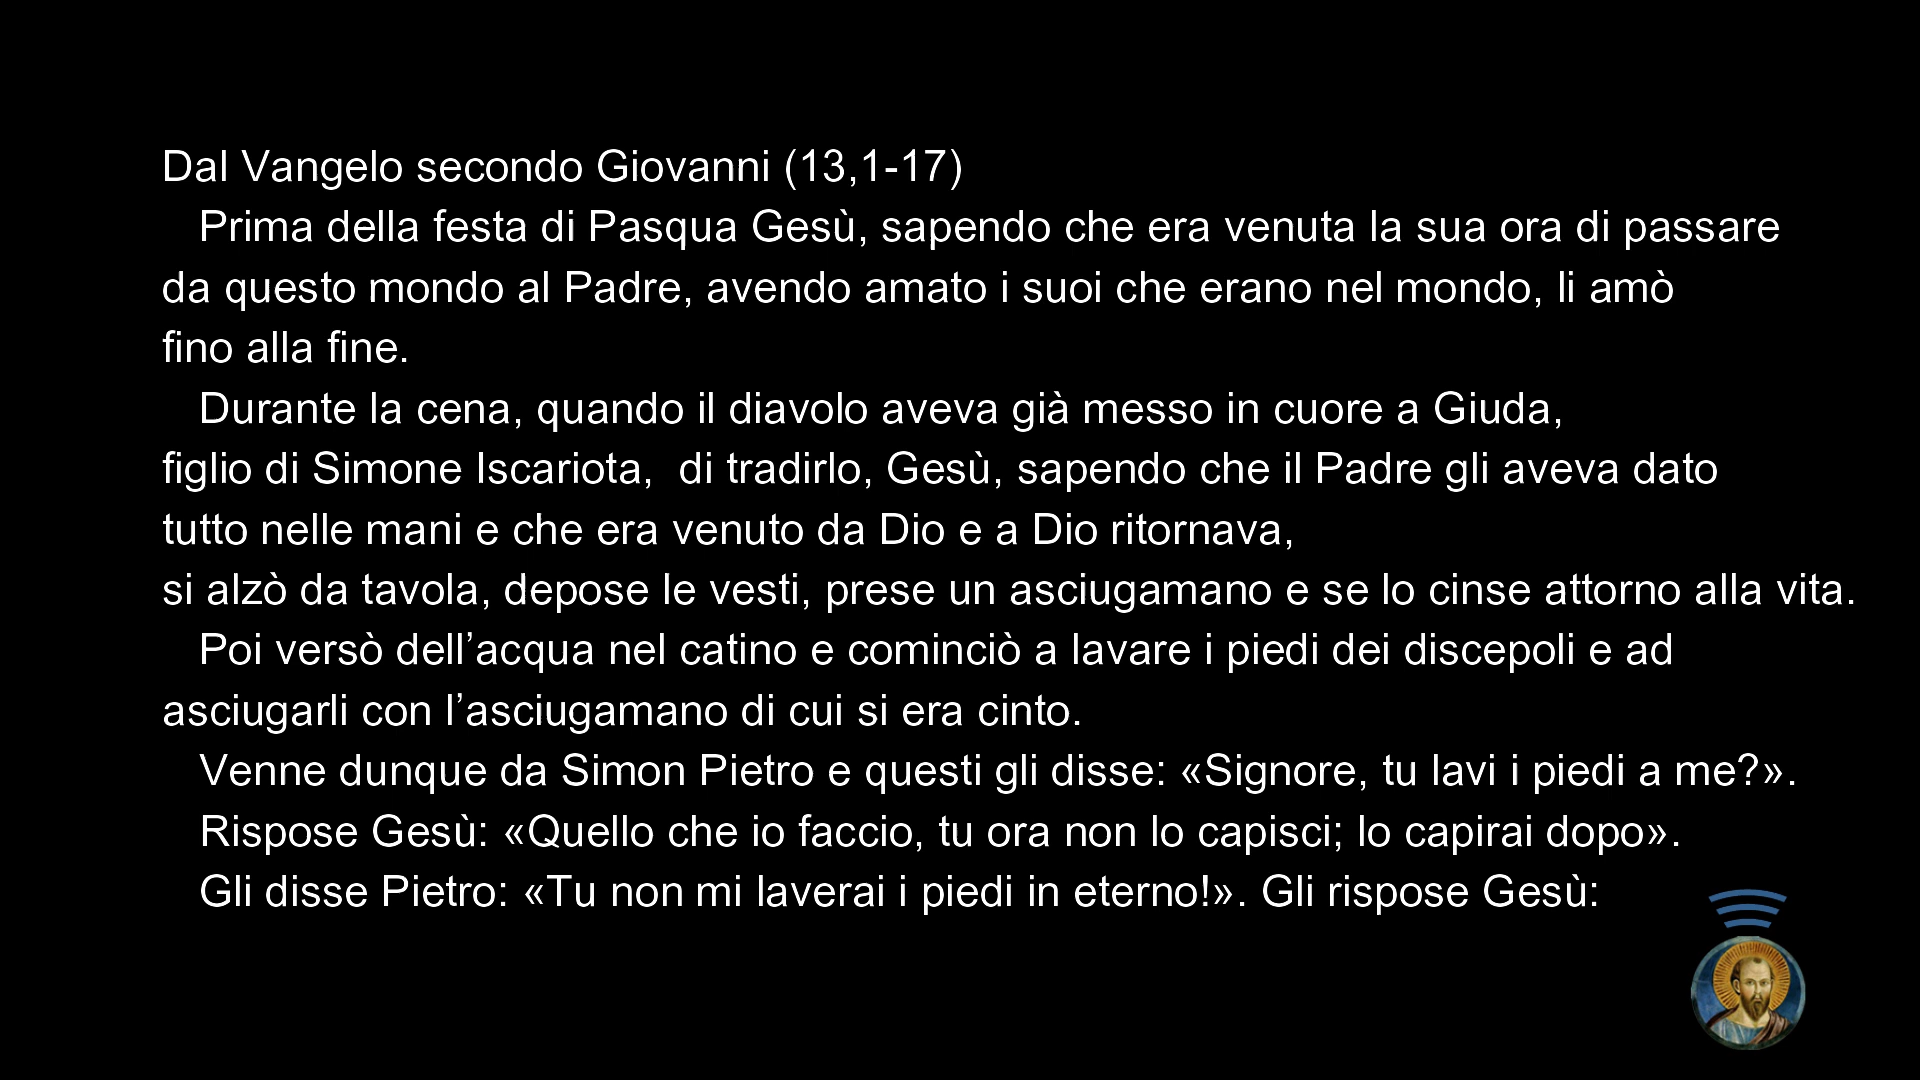 Dal Vangelo secondo Giovanni (13,1-17)
Prima della festa di Pasqua Gesù, sapendo che era venuta la sua ora di passare
da questo mondo al Padre, avendo amato i suoi che erano nel mondo, li amò
fino alla fine.
Durante la cena, quando il diavolo aveva già messo in cuore a Giuda,
figlio di Simone Iscariota,  di tradirlo, Gesù, sapendo che il Padre gli aveva dato
tutto nelle mani e che era venuto da Dio e a Dio ritornava,
si alzò da tavola, depose le vesti, prese un asciugamano e se lo cinse attorno alla vita.
Poi versò dell’acqua nel catino e cominciò a lavare i piedi dei discepoli e ad
asciugarli con l’asciugamano di cui si era cinto.
Venne dunque da Simon Pietro e questi gli disse: «Signore, tu lavi i piedi a me?».
Rispose Gesù: «Quello che io faccio, tu ora non lo capisci; lo capirai dopo».
Gli disse Pietro: «Tu non mi laverai i piedi in eterno!». Gli rispose Gesù: